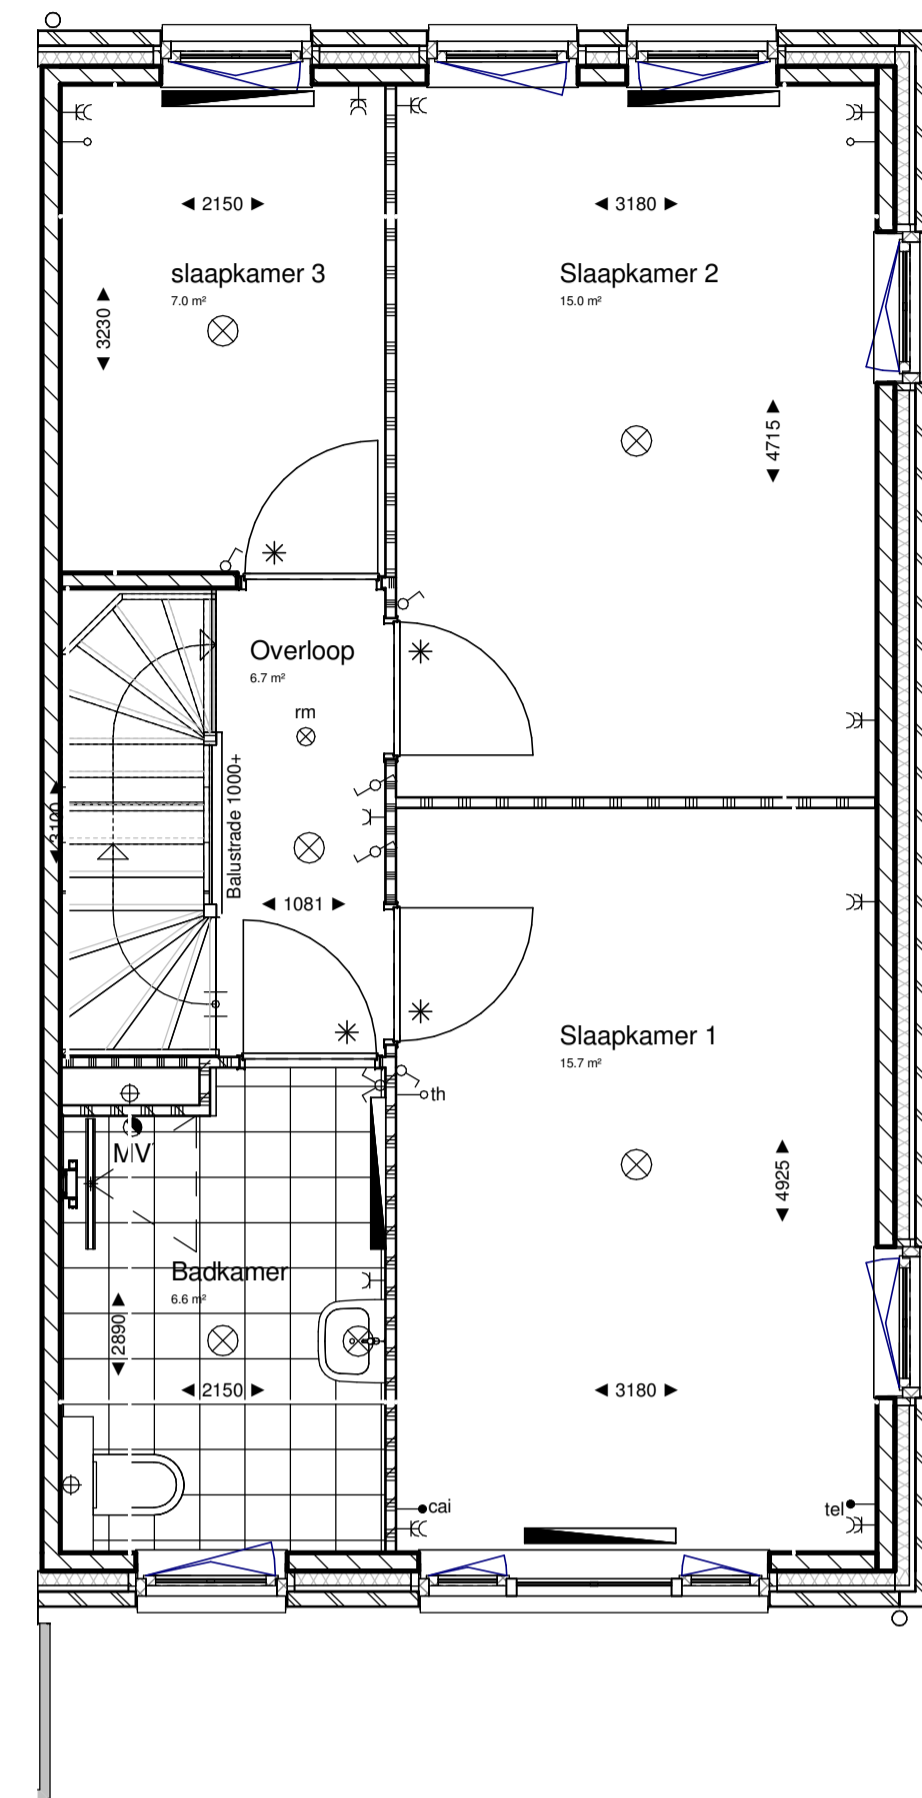 ◄ 2150 ►
◄ 3180 ►
slaapkamer 3
7.0 m²
Slaapkamer 2
15.0 m²
◄ 3230 ►
◄ 4715 ►
Overloop
6.7 m²
rm
◄ 3100 ►
Balustrade 1000+
◄ 1081 ►
Slaapkamer 1
15.7 m²
th
MV
◄ 4925 ►
Badkamer
6.6 m²
◄ 2890 ►
◄ 2150 ►
◄ 3180 ►
cai
tel